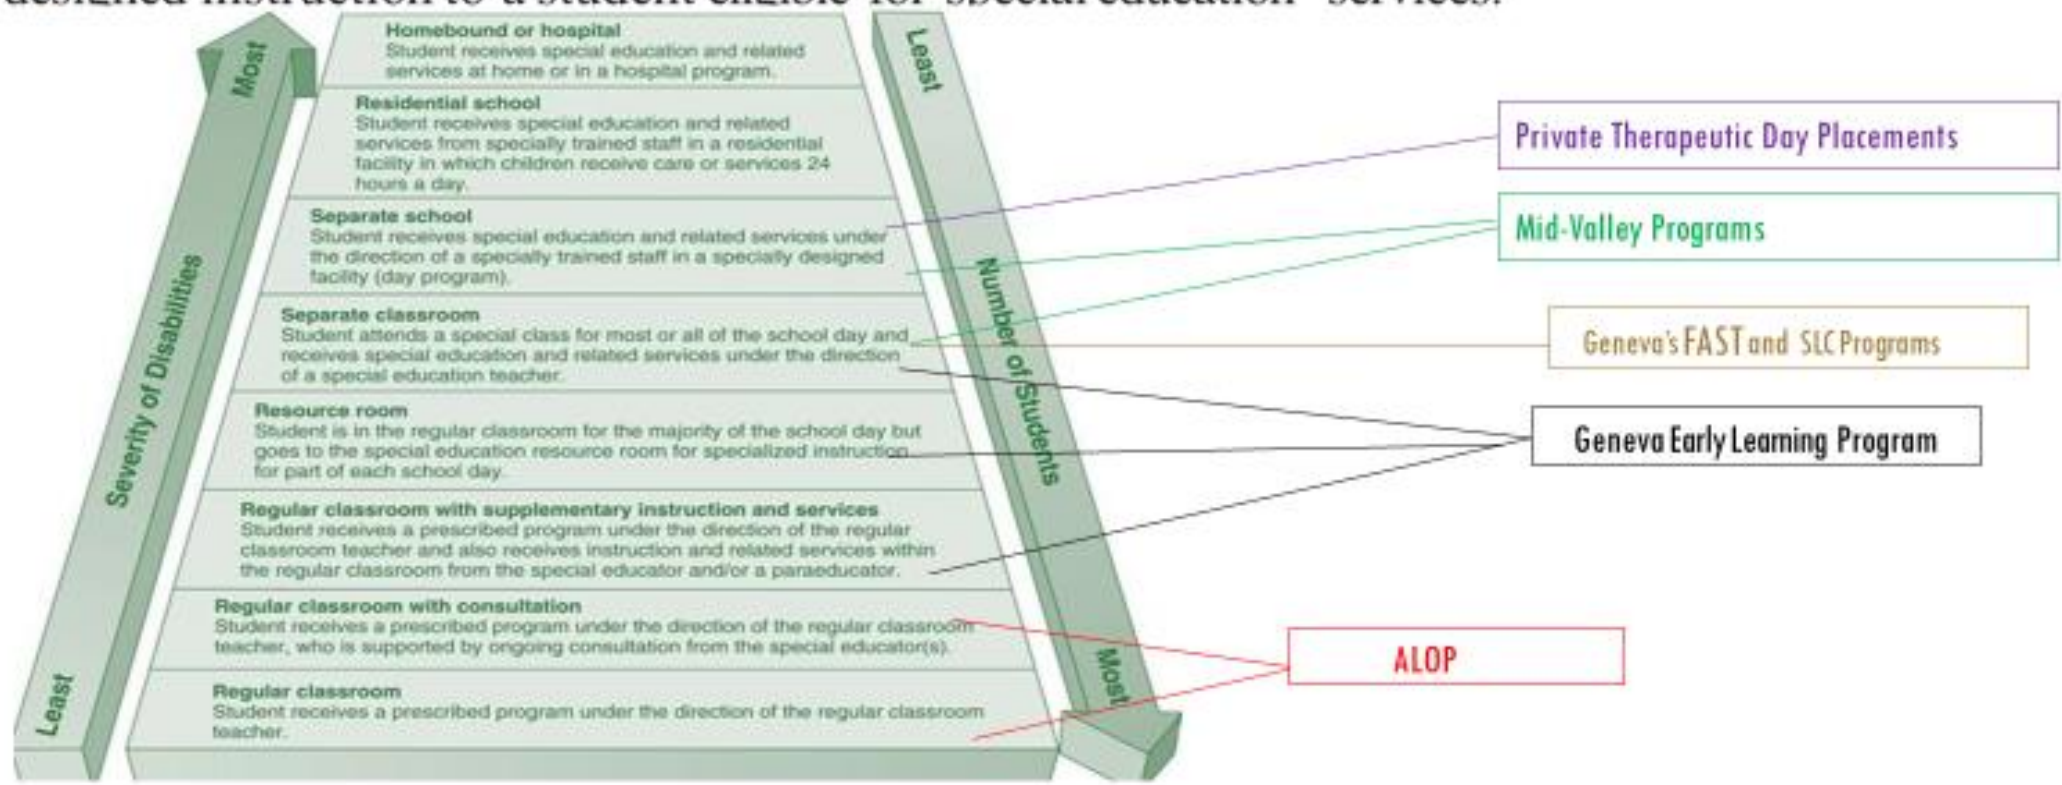 designed instruction to a student eligible for special education services.
Most
Severity of Disabilities
Least
Homebound or hospital
Student receives special education and related
services at home or in a hospital program.
Residential school
Student receives special education and related
services from specially trained staff in a residential
facility in which children receive care or services 24
hours a day.
Separate school
Student receives special education and related services under
the direction of a specially trained staff in a specially designed
facility (day program).
Separate classroom
Student attends a special class for most or all of the school day and
receives special education and related services under the direction
of a special education teacher.
Resource room
Student is in the regular classroom for the majority of the school day but
goes to the special education resource room for specialized instruction
for part of each school day.
Regular classroom with supplementary instruction and services
Student receives a prescribed program under the direction of the regular
classroom teacher and also receives instruction and related services within
the regular classroom from the special educator and/or a paraeducator.
Regular classroom with consultation
Student receives a prescribed program under the direction of the regular classroom
teacher, who is supported by ongoing consultation from the special educator(s).
Regular classroom
Student receives a prescribed program under the direction of the regular classroom
teacher.
Least
Number of Students
Most
Private Therapeutic Day Placements
Mid-Valley Programs
Geneva's FAST and SLC Programs
Geneva Early Learning Program
ALOP